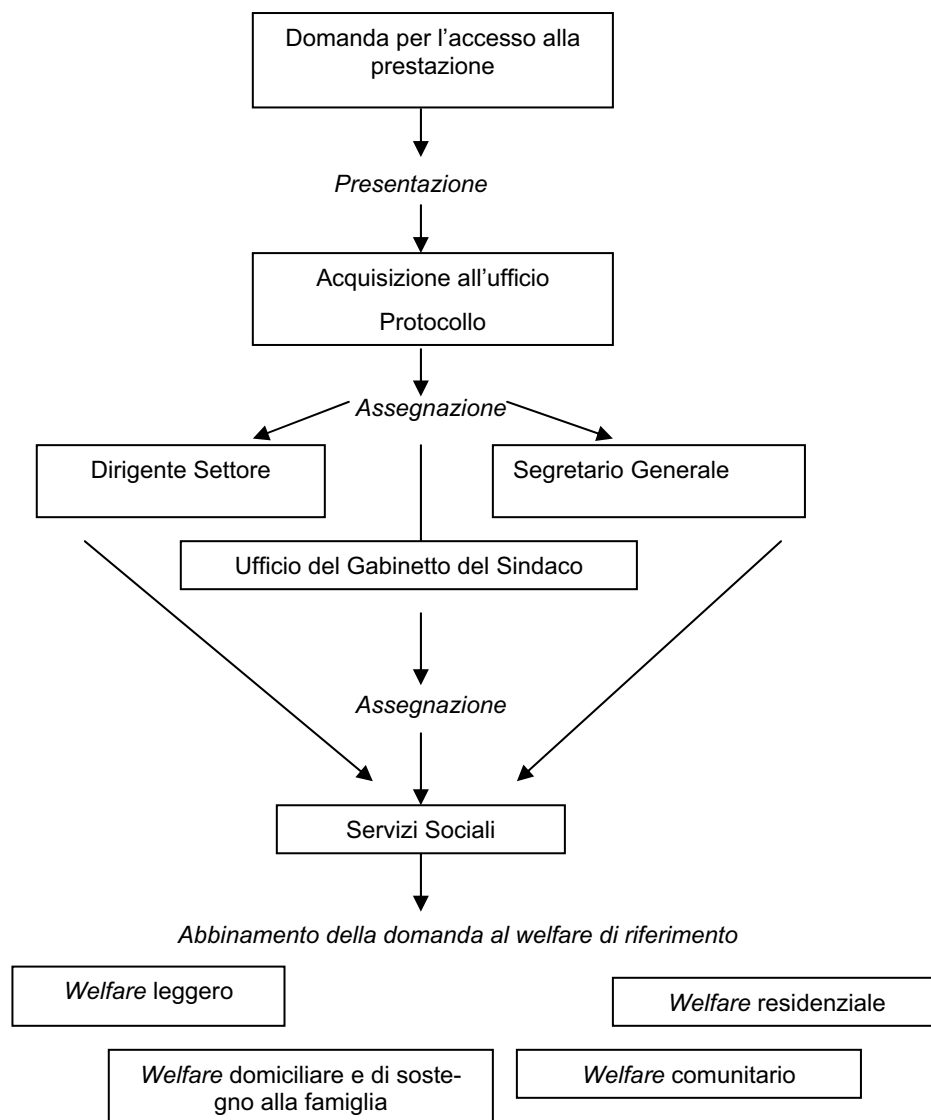 Domanda per l'accesso alla
prestazione
Presentazione
Acquisizione all'ufficio
Protocollo
Assegnazione
Dirigente Settore
Segretario Generale
Ufficio del Gabinetto del Sindaco
Assegnazione
Servizi Sociali
Abbinamento della domanda al welfare di riferimento
Welfare leggero
Welfare residenziale
Welfare domiciliare e di soste-
gno alla famiglia
Welfare comunitario